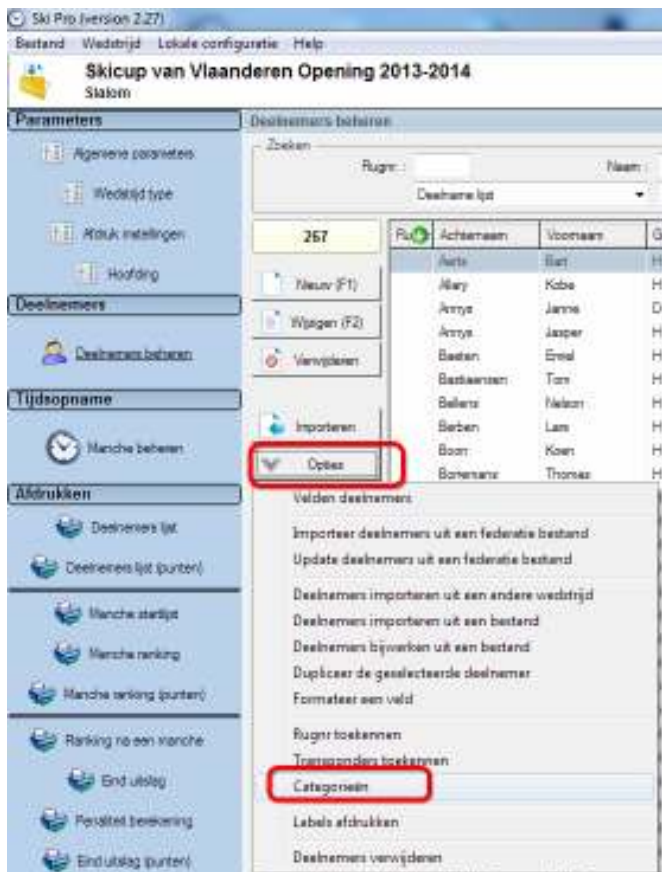 Ski Pro (version 2.27)
Bestand Wedstrijd Lokale configuratie Help
Skicup van Vlaanderen Opening 2013-2014
Slalom
Parameters
Algemene parameters
Wedstrijd type
Afdruk instellingen
Hoofding
Deelnemers
Deelnemers beheren
Tijdsopname
Manche beheren
Afdrukken
Deelnemers lijst
Deelnemers lijst (punten)
Manche startlijst
Manche ranking
Manche ranking (punten)
Ranking na een manche
Eind uitslag
Penaliteit berekening
Eind uitslag (punten)
Deelnemers beheren
Zoeken
Rugnr. : Naam :
Deelname lijst
267
Nieuw (F1)
Wijzigen (F2)
Verwijderen
Importeren
Opties
Ru Achternaam Voornaam G
Aerts Bart H
Allary Kobe H
Annys Janne D
Annys Jasper H
Baeten Emiel H
Bastiaensen Tom H
Bellens Nelson H
Berben Lars H
Boon Koen H
Borremans Thomas H
Velden deelnemers
Importeer deelnemers uit een federatie bestand
Update deelnemers uit een federatie bestand
Deelnemers importeren uit een andere wedstrijd
Deelnemers importeren uit een bestand
Deelnemers bijwerken uit een bestand
Dupliceer de geselecteerde deelnemer
Formateer een veld
Rugnr toekennen
Transponders toekennen
Categorieën
Labels afdrukken
Deelnemers verwijderen